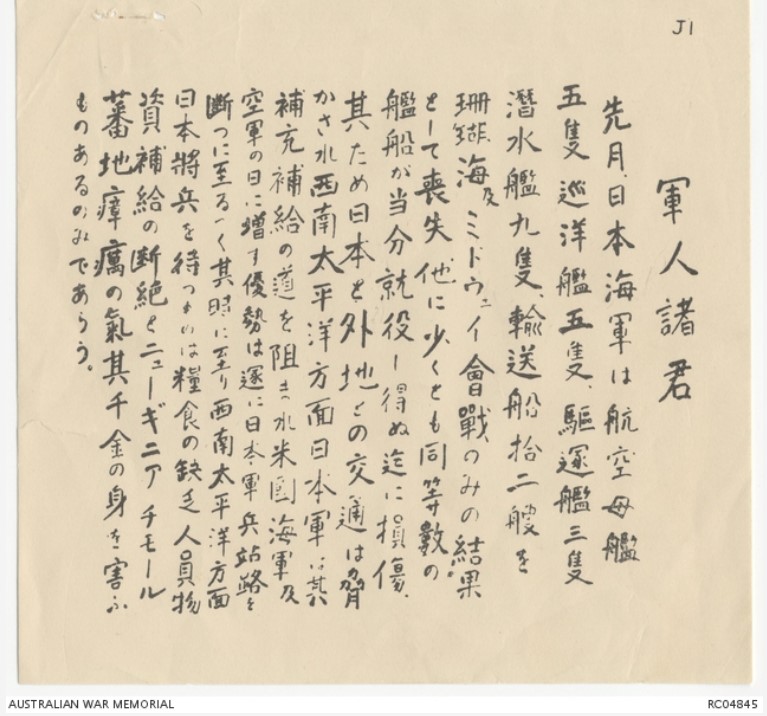 J1
軍人諸君
先月日本海軍は航空母艦
五隻巡洋艦五隻、驅逐艦三隻
潛水艦九隻、輸送船拾二艘を
珊瑚海及ミドウェイ會戰のみの結果
として喪失他に少くとも同等數の
艦船が当分就役し得ぬ迄に損傷、
其ため日本と外地との交通は脅
かされ西南太平洋方面日本軍は其
補充補給の道を阻まれ米國海軍及
空軍の日に増す優勢は遂に日本軍兵站路を
断つに至るべく其時に至り西南太平洋方面
日本將兵を待つものは糧食の缺乏人員物
資補給の断絶とニューギニア チモール
蕃地瘴癘の氣其千金の身を害ふ
ものあるのみであらう。
AUSTRALIAN WAR MEMORIAL
RC04845